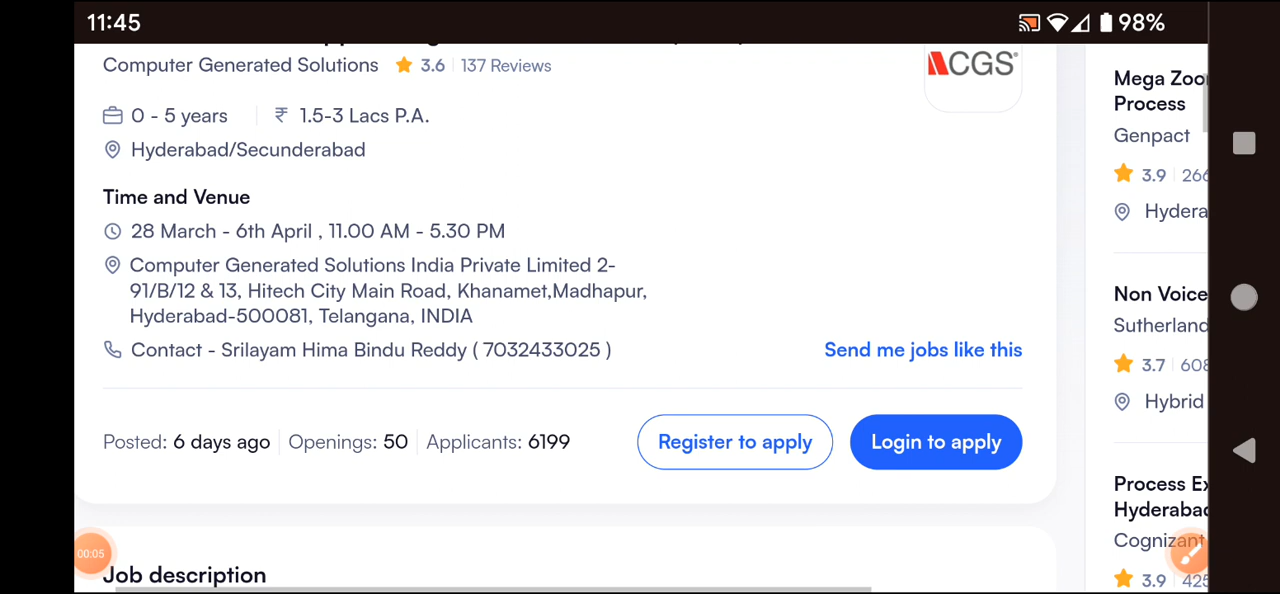 11:45
98%
Computer Generated Solutions 3.6 137 Reviews
CGS
0 - 5 years ₹ 1.5-3 Lacs P.A.
Hyderabad/Secunderabad
Time and Venue
28 March - 6th April , 11.00 AM - 5.30 PM
Computer Generated Solutions India Private Limited 2-
91/B/12 & 13, Hitech City Main Road, Khanamet,Madhapur,
Hyderabad-500081, Telangana, INDIA
Contact - Srilayam Hima Bindu Reddy ( 7032433025 )
Send me jobs like this
Posted: 6 days ago Openings: 50 Applicants: 6199
Register to apply
Login to apply
Job description
00:05
Mega Zoo
Process
Genpact
3.9 266
Hydera
Non Voice
Sutherland
3.7 608
Hybrid
Process Ex
Hyderabad
Cognizant
3.9 425